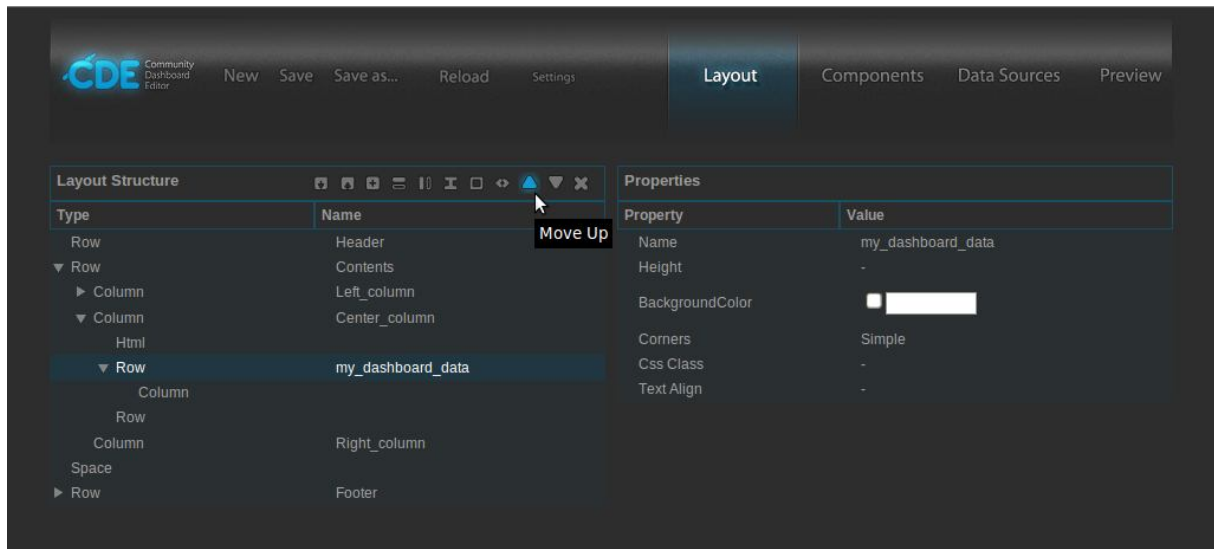 CDE Community
Dashboard
Editor
New Save Save as... Reload Settings Layout Components Data Sources Preview
Layout Structure
Type Name
Row Header
Row Contents
Column Left_column
Column Center_column
Html
Row my_dashboard_data
Column
Row
Column Right_column
Space
Row Footer
Move Up
Properties
Property Value
Name my_dashboard_data
Height -
BackgroundColor
Corners Simple
Css Class -
Text Align -